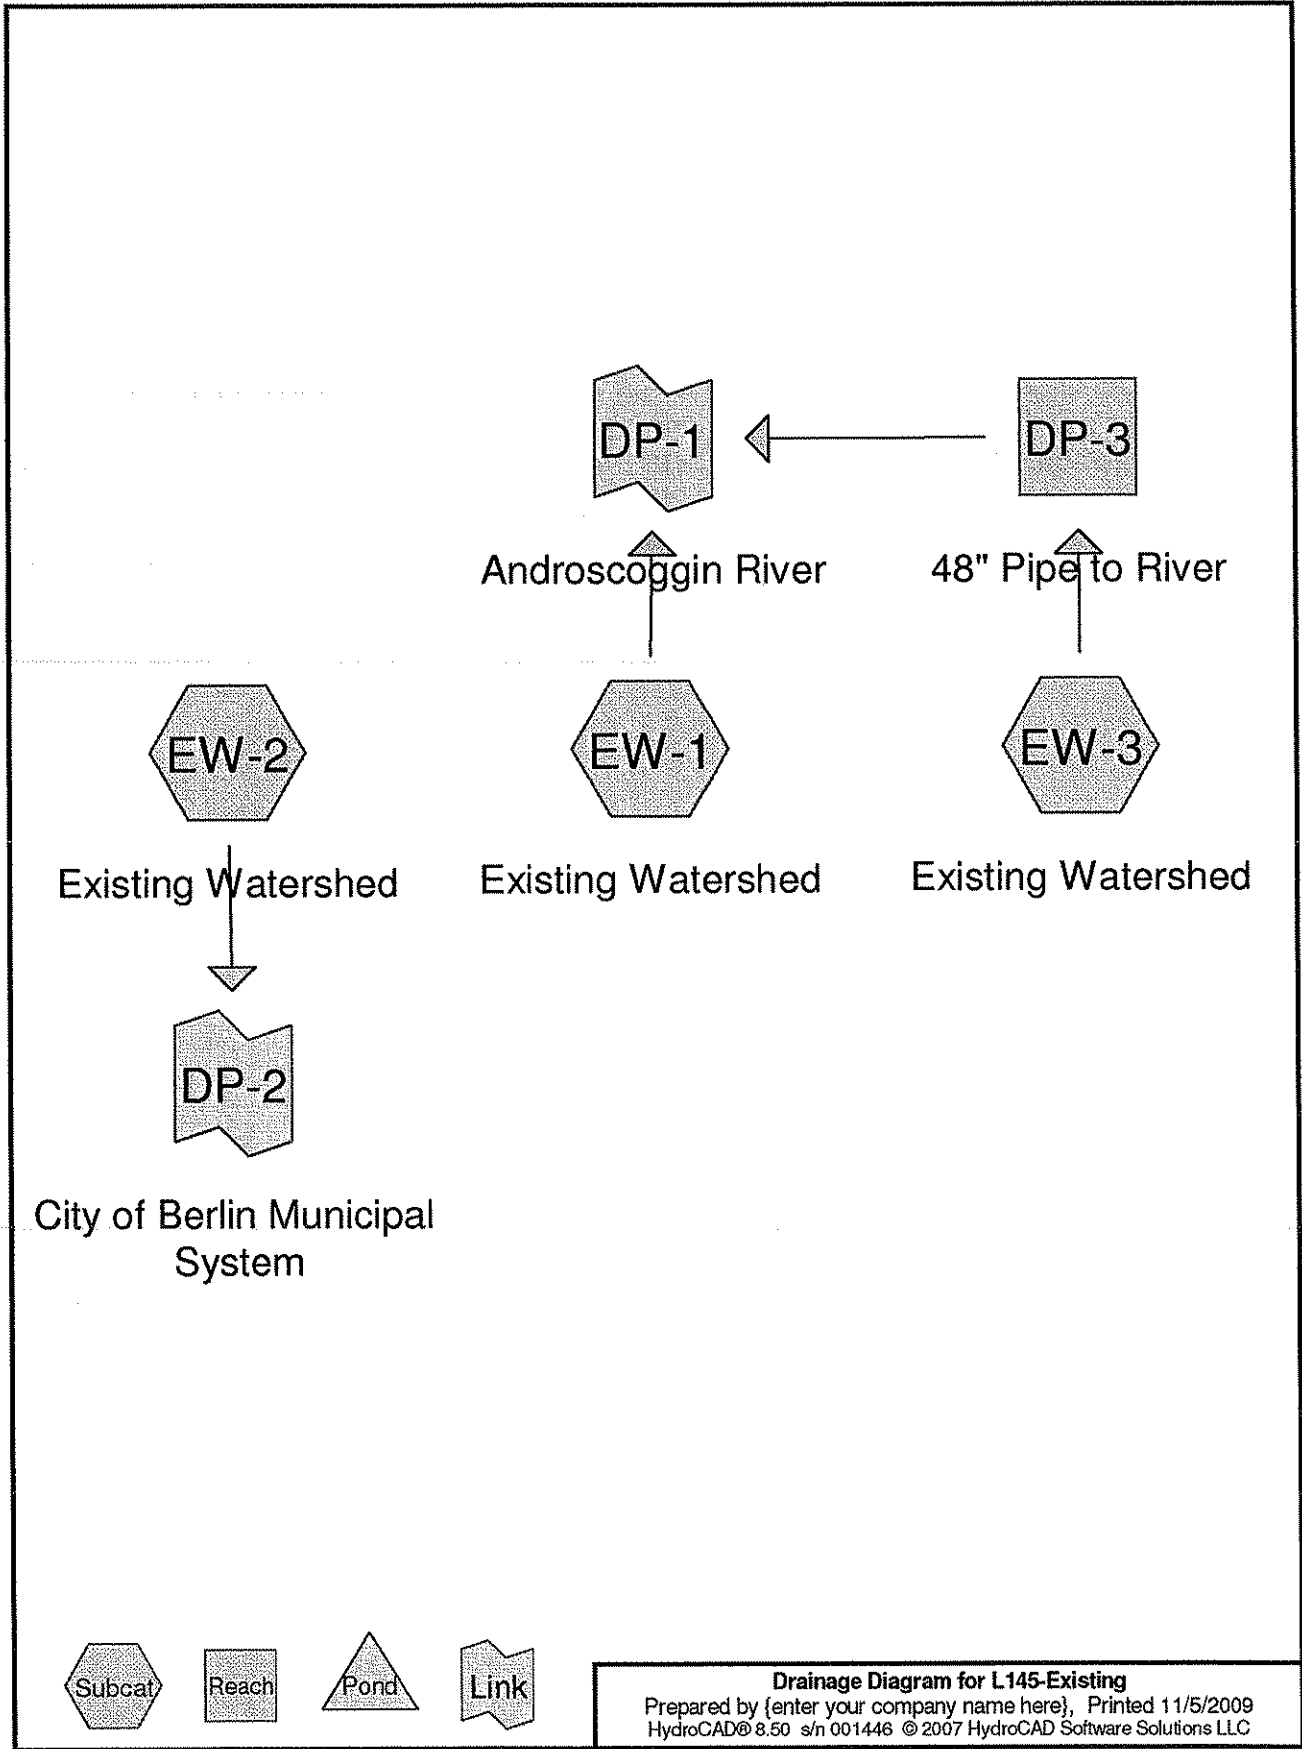 DP-1
DP-3
Androscoggin River
48" Pipe to River
EW-2
EW-1
EW-3
Existing Watershed
Existing Watershed
Existing Watershed
DP-2
City of Berlin Municipal
System
Subcat
Reach
Pond
Link
Drainage Diagram for L145-Existing
Prepared by {enter your company name here}, Printed 11/5/2009
HydroCAD® 8.50 s/n 001446 © 2007 HydroCAD Software Solutions LLC